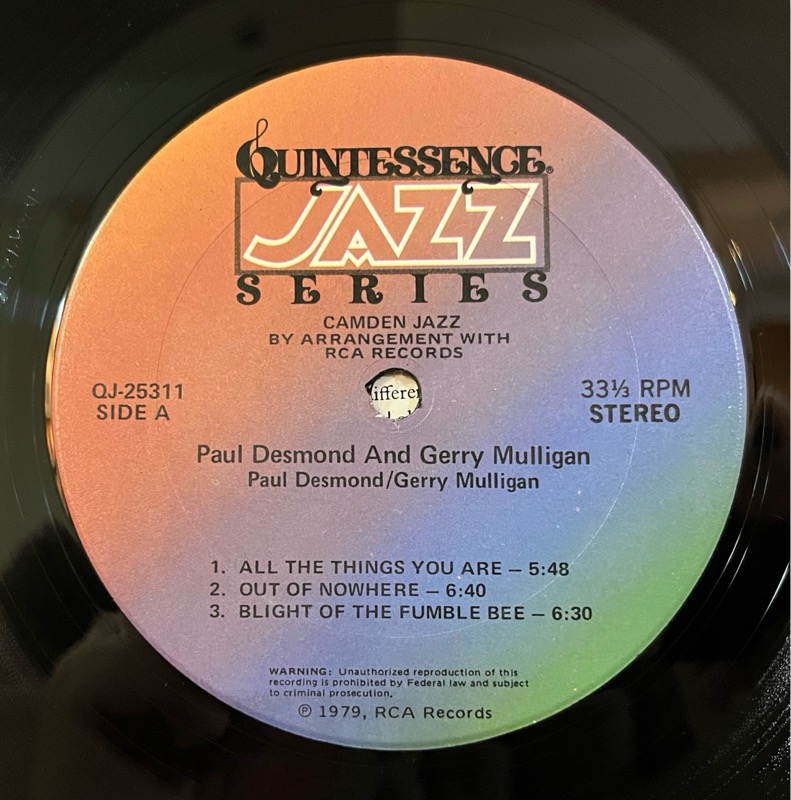 QUINTESSENCE®
JAZZ
SERIES
CAMDEN JAZZ
BY ARRANGEMENT WITH
RCA RECORDS
QJ-25311
SIDE A
33⅓ RPM
STEREO
Paul Desmond And Gerry Mulligan
Paul Desmond/Gerry Mulligan
1. ALL THE THINGS YOU ARE – 5:48
2. OUT OF NOWHERE – 6:40
3. BLIGHT OF THE FUMBLE BEE – 6:30
WARNING: Unauthorized reproduction of this
recording is prohibited by Federal law and subject
to criminal prosecution.
℗ 1979, RCA Records